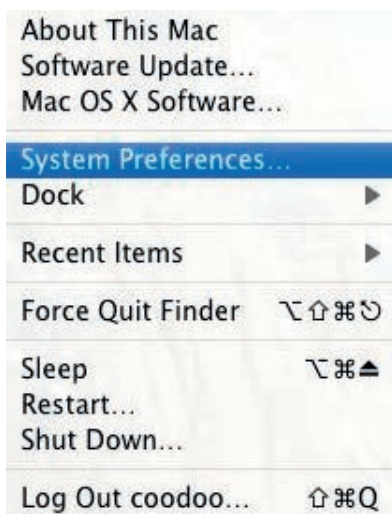 About This Mac
Software Update...
Mac OS X Software...
System Preferences...
Dock ▶
Recent Items ▶
Force Quit Finder ⌥⇧⌘⎋
Sleep ⌥⌘⏏
Restart...
Shut Down...
Log Out coodoo... ⇧⌘Q